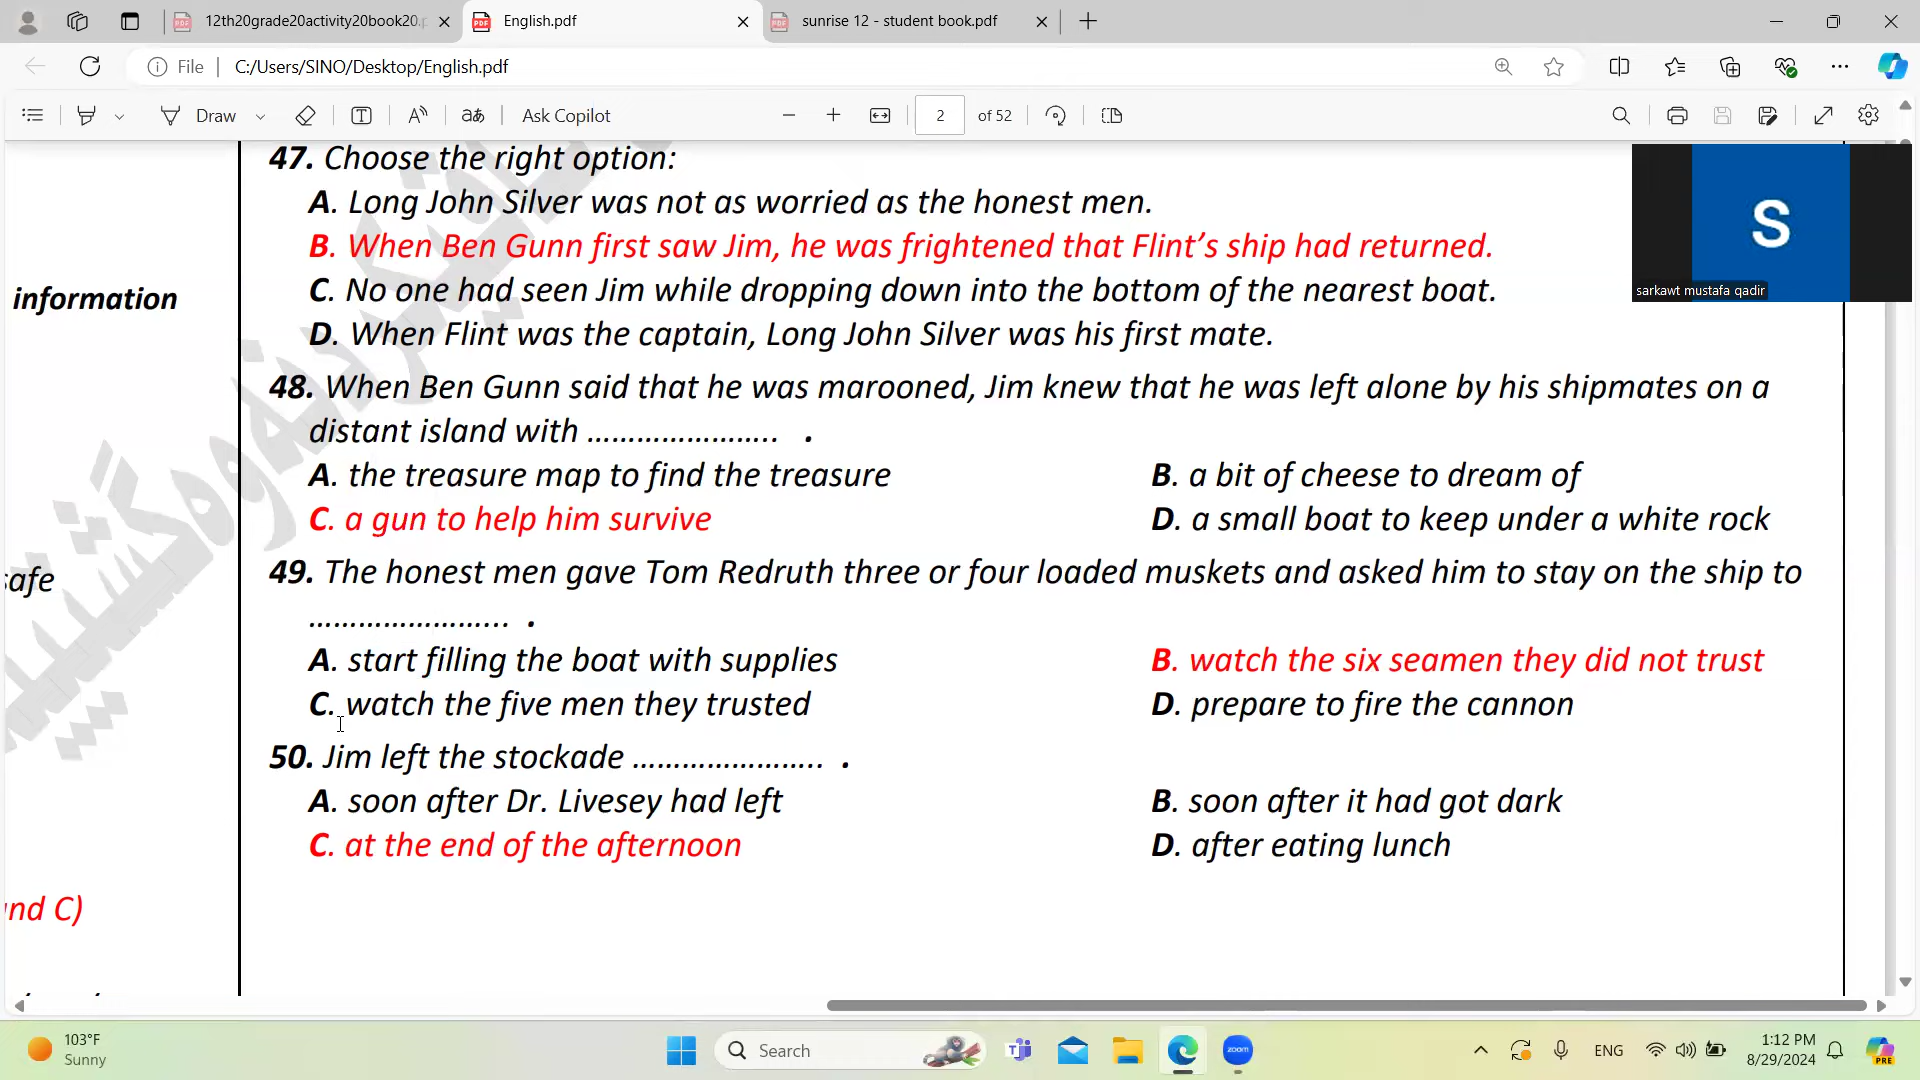 12th20grade20activity20book20.
English.pdf
sunrise 12 - student book.pdf
File
C:/Users/SINO/Desktop/English.pdf
Draw
Ask Copilot
2
of 52
47. Choose the right option:
A. Long John Silver was not as worried as the honest men.
B. When Ben Gunn first saw Jim, he was frightened that Flint's ship had returned.
C. No one had seen Jim while dropping down into the bottom of the nearest boat.
D. When Flint was the captain, Long John Silver was his first mate.
S
sarkawt mustafa qadir
information
48. When Ben Gunn said that he was marooned, Jim knew that he was left alone by his shipmates on a
distant island with ………………….. .
A. the treasure map to find the treasure
B. a bit of cheese to dream of
C. a gun to help him survive
D. a small boat to keep under a white rock
safe
49. The honest men gave Tom Redruth three or four loaded muskets and asked him to stay on the ship to
………………….. .
A. start filling the boat with supplies
B. watch the six seamen they did not trust
C. watch the five men they trusted
D. prepare to fire the cannon
50. Jim left the stockade ………………….. .
A. soon after Dr. Livesey had left
B. soon after it had got dark
C. at the end of the afternoon
D. after eating lunch
nd C)
103°F
Sunny
Search
zoom
ENG
1:12 PM
8/29/2024
PRE